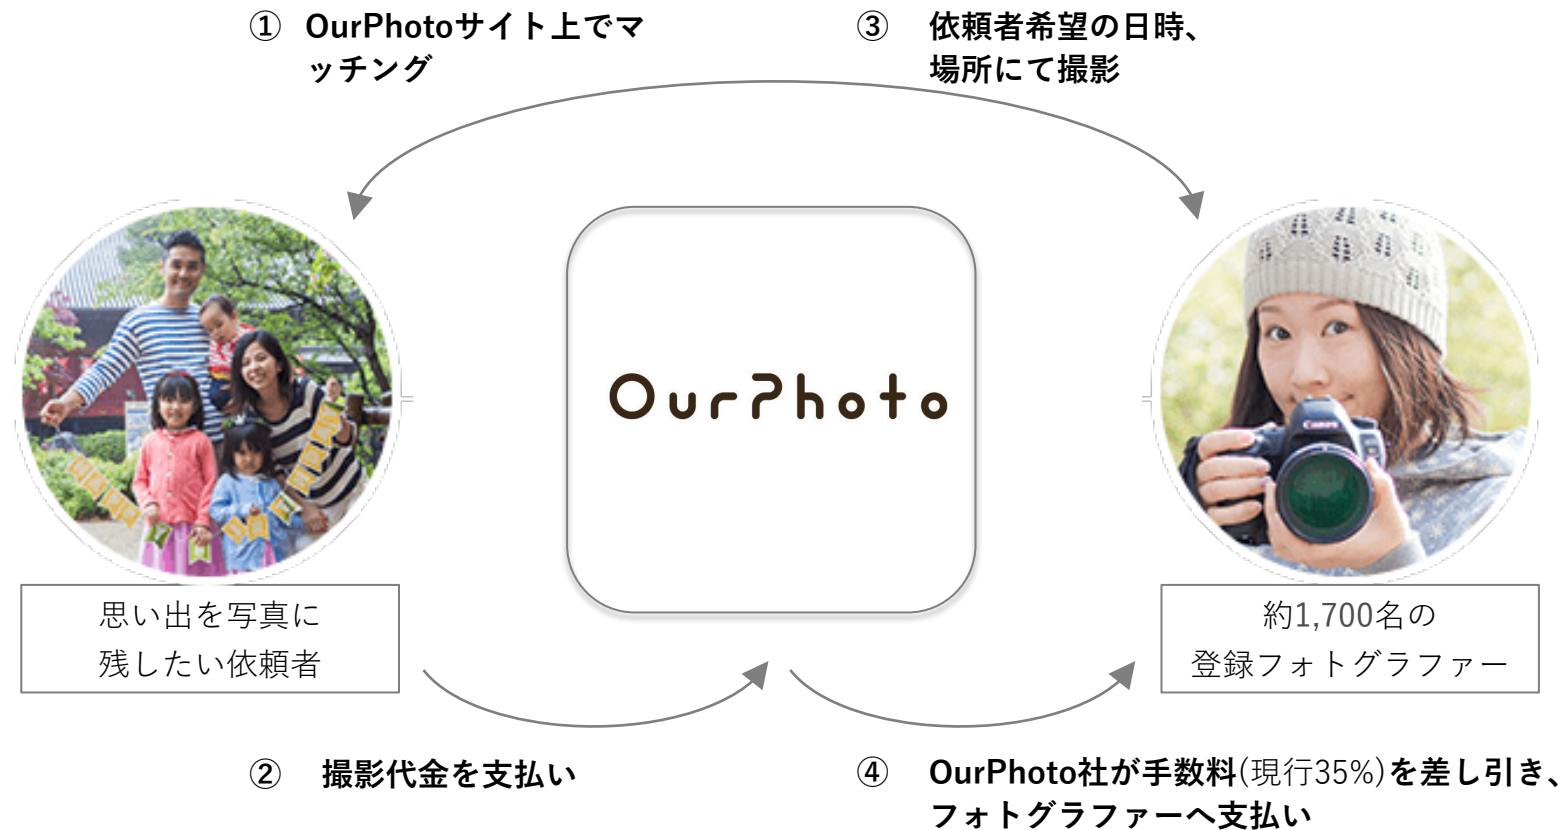 ① OurPhotoサイト上でマ
ッチング
③ 依頼者希望の日時、
場所にて撮影
OurPhoto
Canon
思い出を写真に
残したい依頼者
約1,700名の
登録フォトグラファー
② 撮影代金を支払い
④ OurPhoto社が手数料(現行35%)を差し引き、
フォトグラファーへ支払い